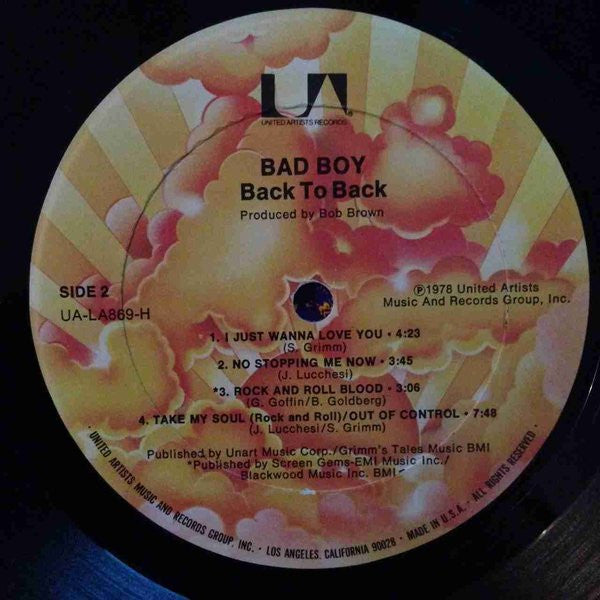 UA®
UNITED ARTISTS RECORDS
BAD BOY
Back To Back
Produced by Bob Brown
SIDE 2
UA-LA869-H
℗1978 United Artists
Music And Records Group, Inc.
1. I JUST WANNA LOVE YOU • 4:23
(S. Grimm)
2. NO STOPPING ME NOW • 3:45
(J. Lucchesi)
*3. ROCK AND ROLL BLOOD • 3:06
(G. Goffin/B. Goldberg)
4. TAKE MY SOUL (Rock and Roll)/OUT OF CONTROL • 7:48
(J. Lucchesi/S. Grimm)
Published by Unart Music Corp./Grimm's Tales Music BMI
*Published by Screen Gems-EMI Music Inc./
Blackwood Music Inc. BMI
· UNITED ARTISTS MUSIC AND RECORDS GROUP, INC. · LOS ANGELES, CALIFORNIA 90028 · MADE IN U.S.A. · ALL RIGHTS RESERVED ·